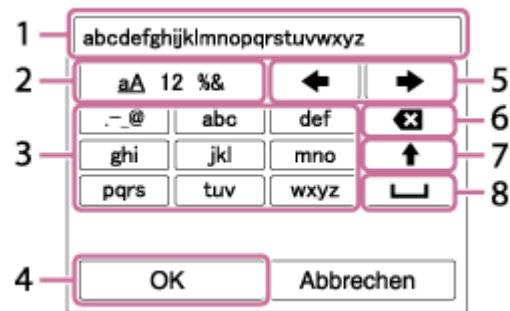 1 abcdefghijklmnopqrstuvwxyz
2 aA 12 %& 5
.-_@ abc def 6
3 ghi jkl mno 7
pqrs tuv wxyz 8
4 OK Abbrechen